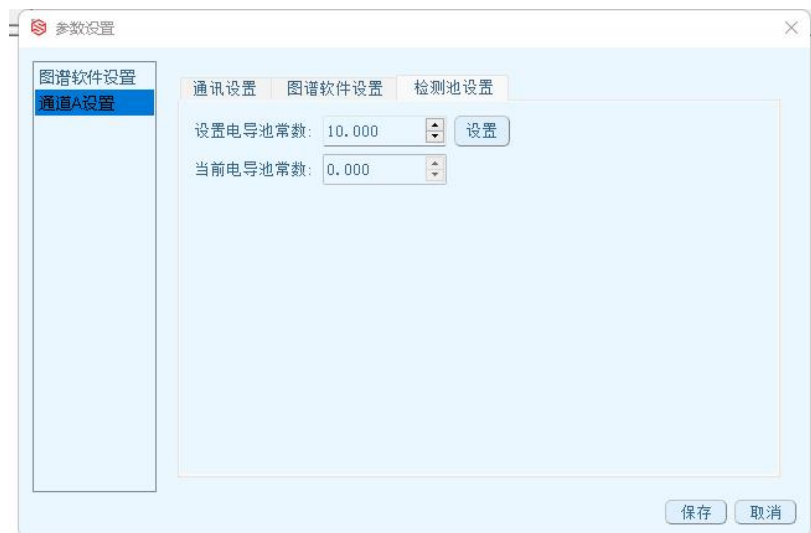 参数设置
图谱软件设置
通道A设置
通讯设置 图谱软件设置 检测池设置
设置电导池常数: 10.000 设置
当前电导池常数: 0.000
保存 取消